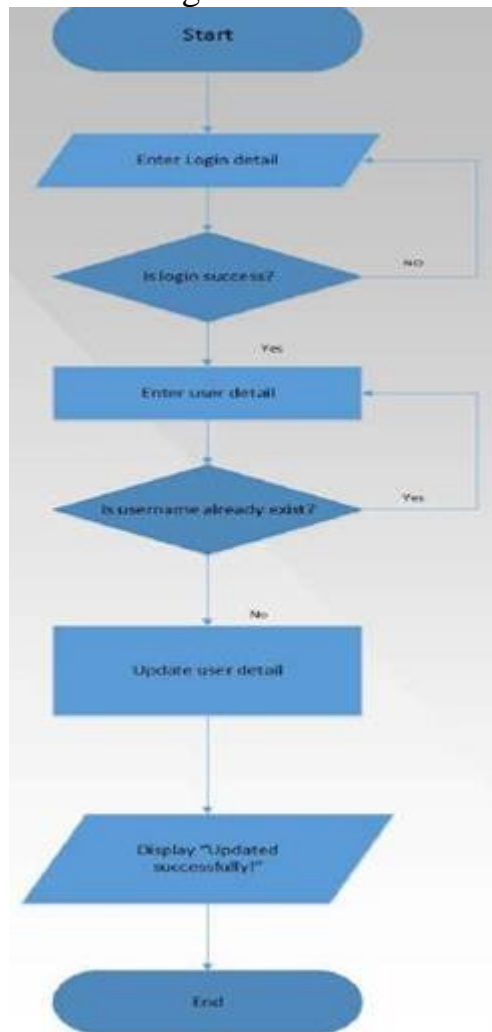 Start
Enter Login detail
Is login success?
NO
Yes
Enter user detail
Is username already exist?
Yes
No
Update user detail
Display "Updated
successfully!"
End